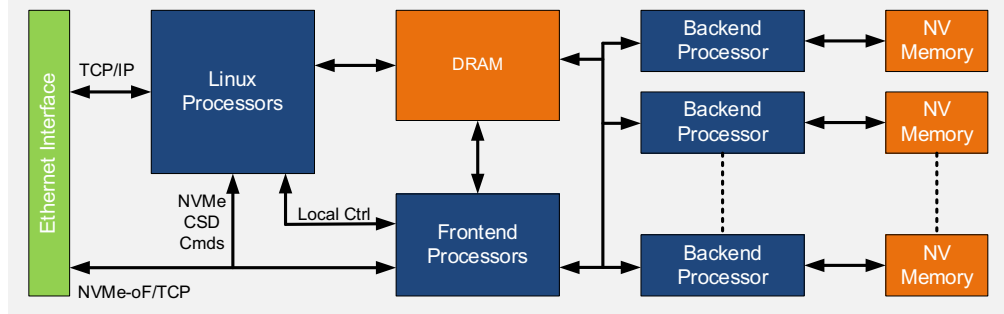 Ethernet Interface
TCP/IP
Linux
Processors
DRAM
Backend
Processor
NV
Memory
Backend
Processor
NV
Memory
NVMe
CSD
Cmds
Local Ctrl
Frontend
Processors
Backend
Processor
NV
Memory
NVMe-oF/TCP